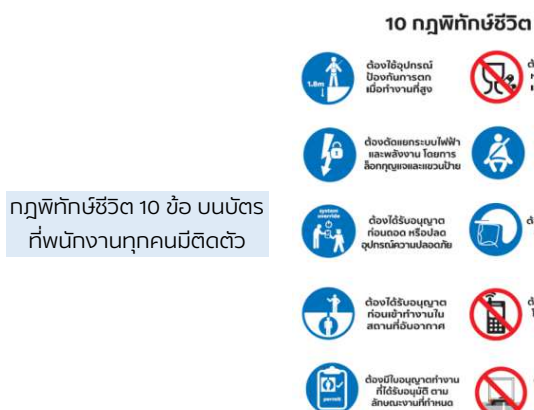 10 กฎพิทักษ์ชีวิต
1.8m
ต้องใช้อุปกรณ์
ป้องกันการตก
เมื่อทำงานที่สูง
ต้องตัดแยกระบบไฟฟ้า
และพลังงาน โดยการ
ล็อกกุญแจและแขวนป้าย
กฎพิทักษ์ชีวิต 10 ข้อ บนบัตร
ที่พนักงานทุกคนมีติดตัว
system
override
ต้องได้รับอนุญาต
ก่อนถอด หรือปลด
อุปกรณ์ความปลอดภัย
ต้องได้รับอนุญาต
ก่อนเข้าทำงานใน
สถานที่อับอากาศ
permit
ต้องมีใบอนุญาตทำงาน
ที่ได้รับอนุมัติ ตาม
ลักษณะงานที่กำหนด